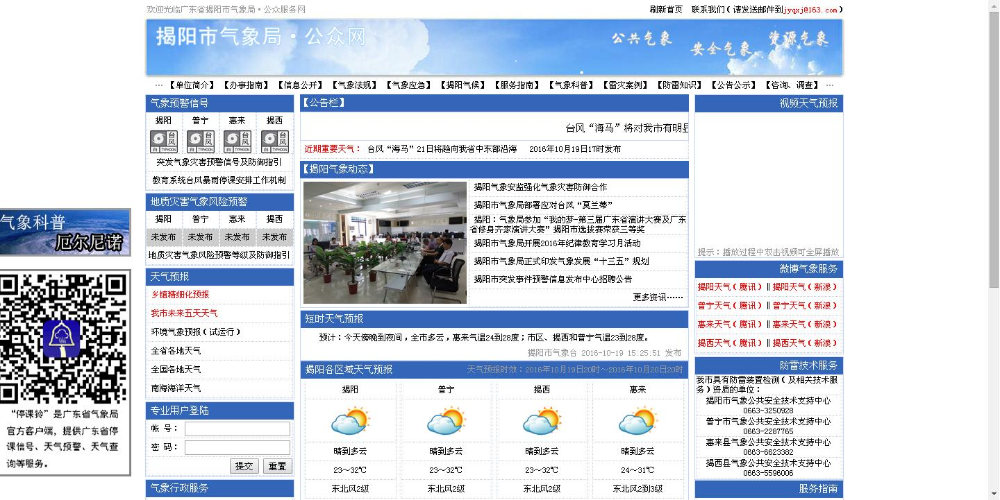 欢迎光临广东省揭阳市气象局·公众服务网
刷新首页 联系我们(请发送邮件到jyqxj@163.com)
揭阳市气象局·公众网
公共气象
安全气象
资源气象
… 【单位简介】 【办事指南】 【信息公开】 【气象法规】 【气象应急】 【揭阳气候】 【服务指南】 【气象科普】 【雷灾案例】 【防雷知识】 【公告公示】 【咨询、调查】 …
气象科普
厄尔尼诺
“停课铃”是广东省气象局
官方客户端，提供广东省停
课信号、天气预警、天气查
询等服务。
气象预警信号
揭阳 普宁 惠来 揭西
台风 台风 台风 台风
白 TYPHOON 白 TYPHOON 白 TYPHOON 白 TYPHOON
突发气象灾害预警信号及防御指引
教育系统台风暴雨停课安排工作机制
地质灾害气象风险预警
揭阳 普宁 惠来 揭西
未发布 未发布 未发布 未发布
地质灾害气象风险预警等级及防御指引
天气预报
乡镇精细化预报
我市未来五天天气
环境气象预报(试运行)
全省各地天气
全国各地天气
南海海洋天气
专业用户登陆
帐 号：
密 码：
提交 重置
气象行政服务
【公告栏】
台风“海马”将对我市有明显
近期重要天气： 台风“海马”21日将趋向我省中东部沿海 2016年10月19日17时发布
【揭阳气象动态】
揭阳气象安监强化气象灾害防御合作
揭阳市气象局部署应对台风“莫兰蒂”
揭阳：气象局参加“我的梦-第三届广东省演讲大赛及广东
省修身齐家演讲大赛”揭阳市选拔赛荣获三等奖
揭阳市气象局开展2016年纪律教育学习月活动
揭阳市气象局正式印发气象发展“十三五”规划
揭阳市突发事件预警信息发布中心招聘公告
更多资讯……
短时天气预报
预计：今天傍晚到夜间，全市多云，惠来气温24到28度；市区、揭西和普宁气温23到28度。
揭阳市气象台 2016-10-19 15:25:51 发布
揭阳各区域天气预报 天气预报时效：2016年10月19日20时～2016年10月20日20时
揭阳 普宁 揭西 惠来
晴到多云 晴到多云 晴到多云 晴到多云
23～32℃ 23～32℃ 23～32℃ 24～31℃
东北风2级 东北风2级 东北风2级 东北风2到3级
视频天气预报
提示：播放过程中双击视频可全屏播放
微博气象服务
揭阳天气(腾讯)‖揭阳天气(新浪)
普宁天气(腾讯)‖普宁天气(新浪)
惠来天气(腾讯)‖惠来天气(新浪)
揭西天气(腾讯)‖揭西天气(新浪)
防雷技术服务
我市具有防雷装置检测(及相关技术服
务)资质的单位：
揭阳市气象公共安全技术支持中心
0663-3250928
普宁市气象公共安全技术支持中心
0663-2287765
惠来县气象公共安全技术支持中心
0663-6623382
揭西县气象公共安全技术支持中心
0663-5596006
服务指南